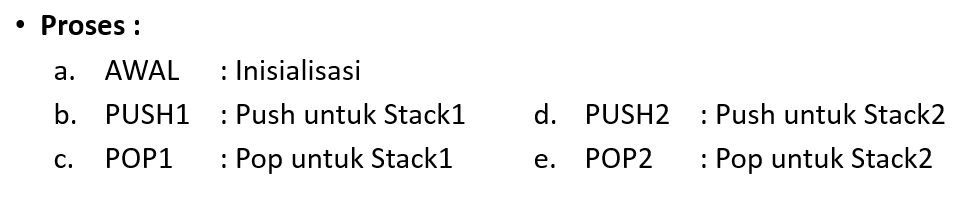 • Proses :
a. AWAL : Inisialisasi
b. PUSH1 : Push untuk Stack1 d. PUSH2 : Push untuk Stack2
c. POP1 : Pop untuk Stack1 e. POP2 : Pop untuk Stack2